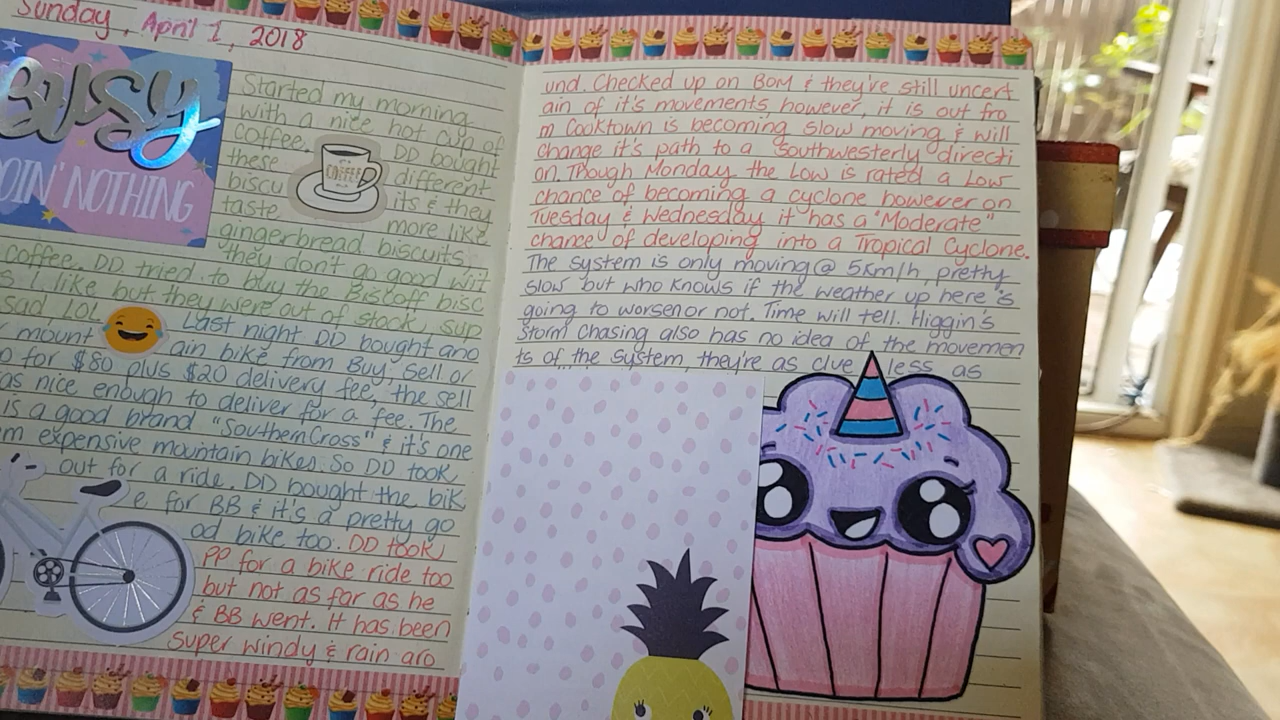 Sunday, April 1, 2018
BUSY
DOIN' NOTHING
Started my morning
with a nice hot cup of
coffee. DD bought
these different
biscu its & they
taste more like
gingerbread biscuits.
they don't go good wit
coffee. DD tried to buy the Biscoff bisc
I like but they were out of stock, sup
sad LOL Last night DD bought ano
mount ain bike from Buy, Sell or
for $80 plus $20 delivery fee, the sell
as nice enough to deliver for a fee. The
is a good brand "SouthernCross" & it's one
expensive mountain bikes. So DD took
out for a ride. DD bought the bik
e for BB & it's a pretty go
od bike too. DD took
PP for a bike ride too
but not as far as he
& BB went. It has been
super windy & rain aro
COFFEE
und. Checked up on BOM & they're still uncert
ain of it's movements however, it is out fro
m Cooktown is becoming slow moving & will
change it's path to a southwesterly directi
on. Though Monday the Low is rated a Low
chance of becoming a cyclone however on
Tuesday & Wednesday it has a "Moderate"
chance of developing into a Tropical Cyclone.
The system is only moving @ 5km/h, pretty
slow but who knows if the weather up here's
going to worsen or not. Time will tell. Higgin's
Storm Chasing also has no idea of the movemen
ts of the system, they're as clue less as